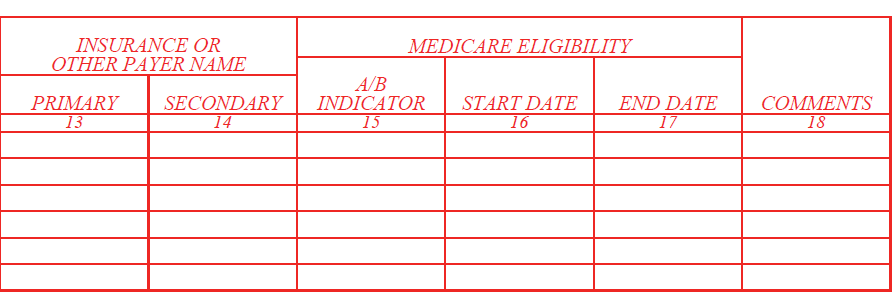 INSURANCE OR
OTHER PAYER NAME
MEDICARE ELIGIBILITY
PRIMARY
SECONDARY
A/B
INDICATOR
START DATE
END DATE
COMMENTS
13
14
15
16
17
18